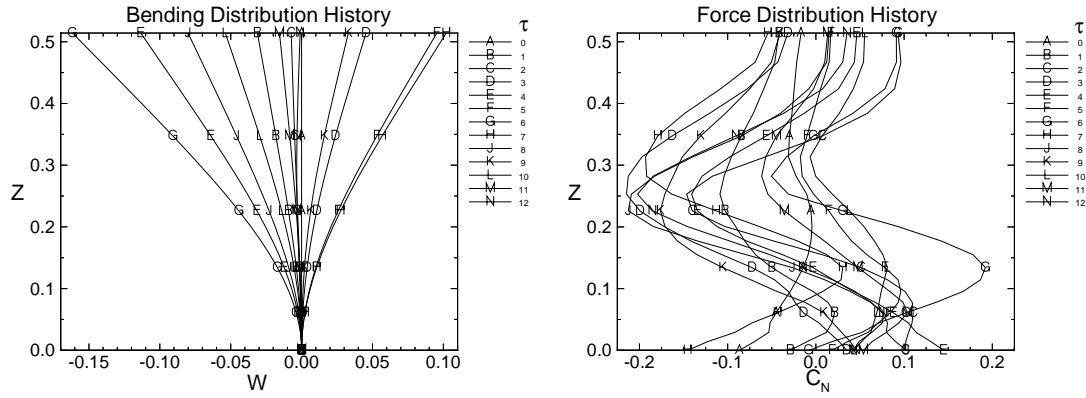 Bending Distribution History
Z
0.5
0.4
0.3
0.2
0.1
0.0
-0.15
-0.10
-0.05
0.00
0.05
0.10
W
τ
A 0
B 1
C 2
D 3
E 4
F 5
G 6
H 7
J 8
K 9
L 10
M 11
N 12
Force Distribution History
Z
0.5
0.4
0.3
0.2
0.1
0.0
-0.2
-0.1
0.0
0.1
0.2
C_N
τ
A 0
B 1
C 2
D 3
E 4
F 5
G 6
H 7
J 8
K 9
L 10
M 11
N 12